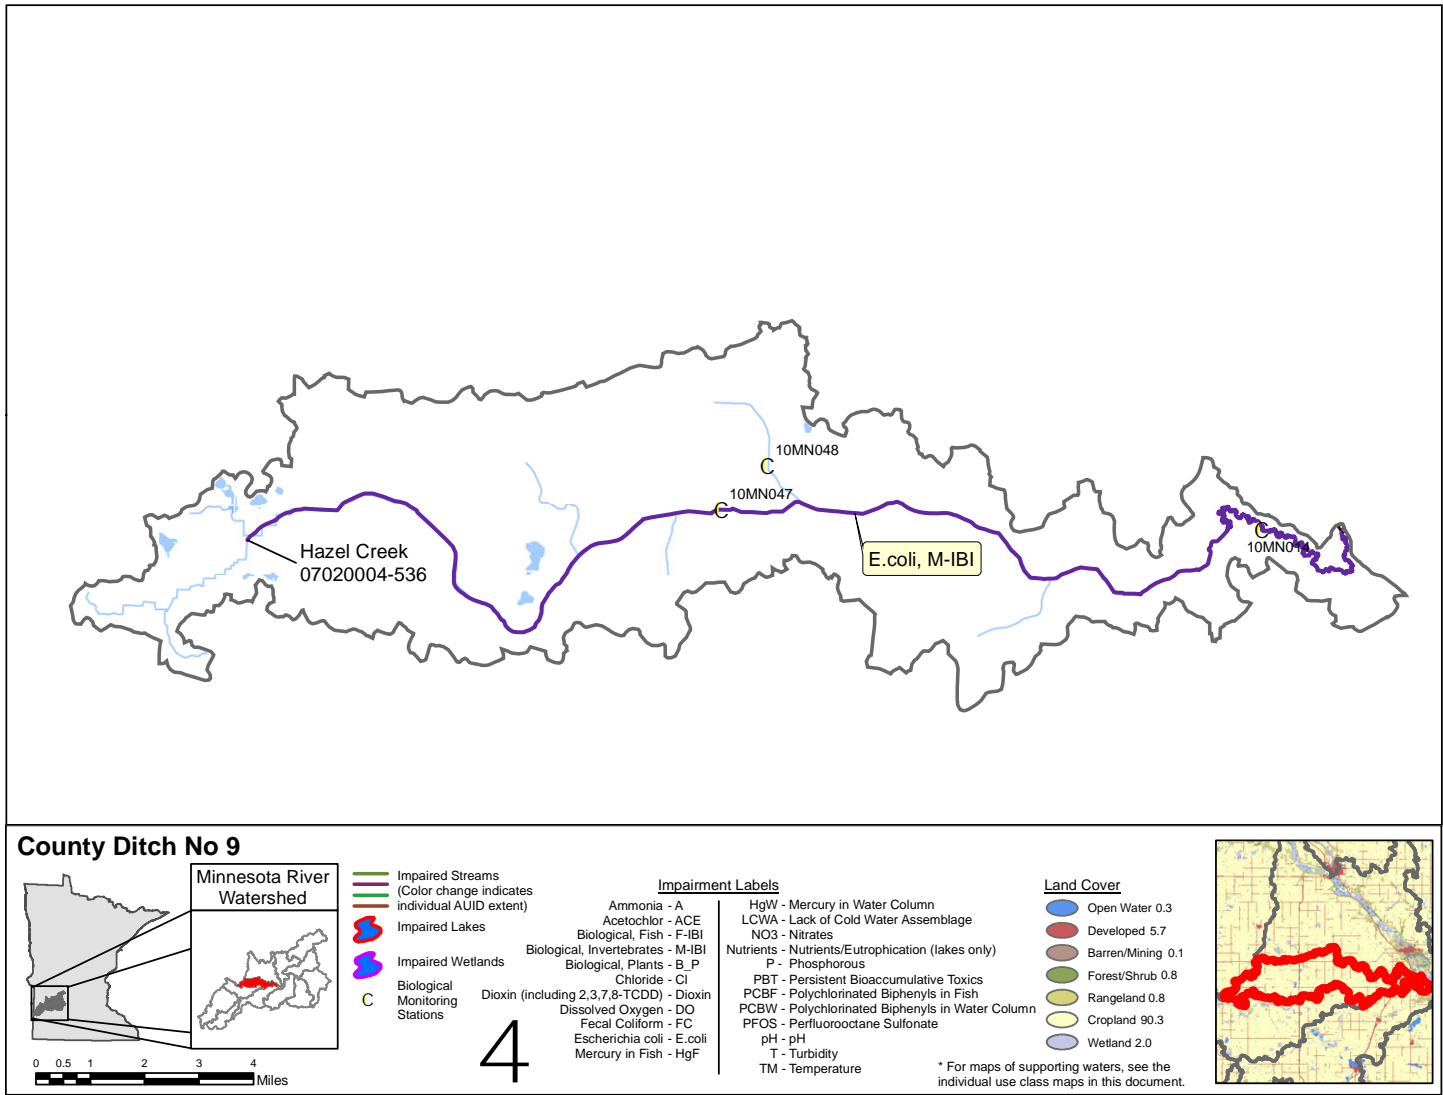 10MN048
10MN047
Hazel Creek
07020004-536
E.coli, M-IBI
10MN014
County Ditch No 9
Minnesota River
Watershed
0 0.5 1 2 3 4
Miles
Impaired Streams
(Color change indicates
individual AUID extent)
Impaired Lakes
Impaired Wetlands
C
Biological
Monitoring
Stations
4
Impairment Labels
Ammonia - A
Acetochlor - ACE
Biological, Fish - F-IBI
Biological, Invertebrates - M-IBI
Biological, Plants - B_P
Chloride - Cl
Dioxin (including 2,3,7,8-TCDD) - Dioxin
Dissolved Oxygen - DO
Fecal Coliform - FC
Escherichia coli - E.coli
Mercury in Fish - HgF
HgW - Mercury in Water Column
LCWA - Lack of Cold Water Assemblage
NO3 - Nitrates
Nutrients - Nutrients/Eutrophication (lakes only)
P - Phosphorous
PBT - Persistent Bioaccumulative Toxics
PCBF - Polychlorinated Biphenyls in Fish
PCBW - Polychlorinated Biphenyls in Water Column
PFOS - Perfluorooctane Sulfonate
pH - pH
T - Turbidity
TM - Temperature
Land Cover
Open Water 0.3
Developed 5.7
Barren/Mining 0.1
Forest/Shrub 0.8
Rangeland 0.8
Cropland 90.3
Wetland 2.0
* For maps of supporting waters, see the
individual use class maps in this document.